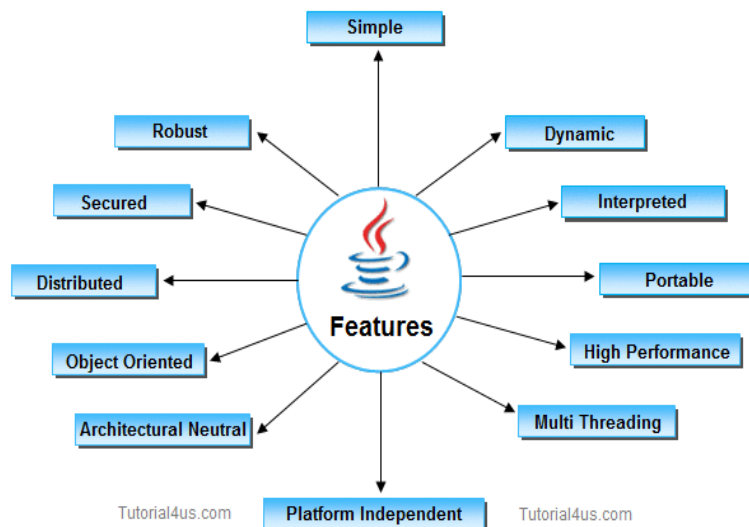 Simple
Robust
Dynamic
Secured
Interpreted
Distributed
Portable
Features
Object Oriented
High Performance
Architectural Neutral
Multi Threading
Tutorial4us.com
Platform Independent
Tutorial4us.com